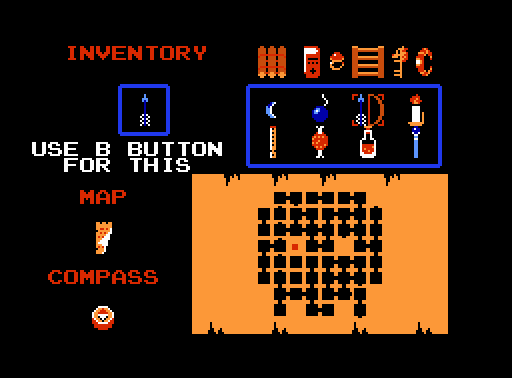 INVENTORY
USE B BUTTON
FOR THIS
MAP
COMPASS